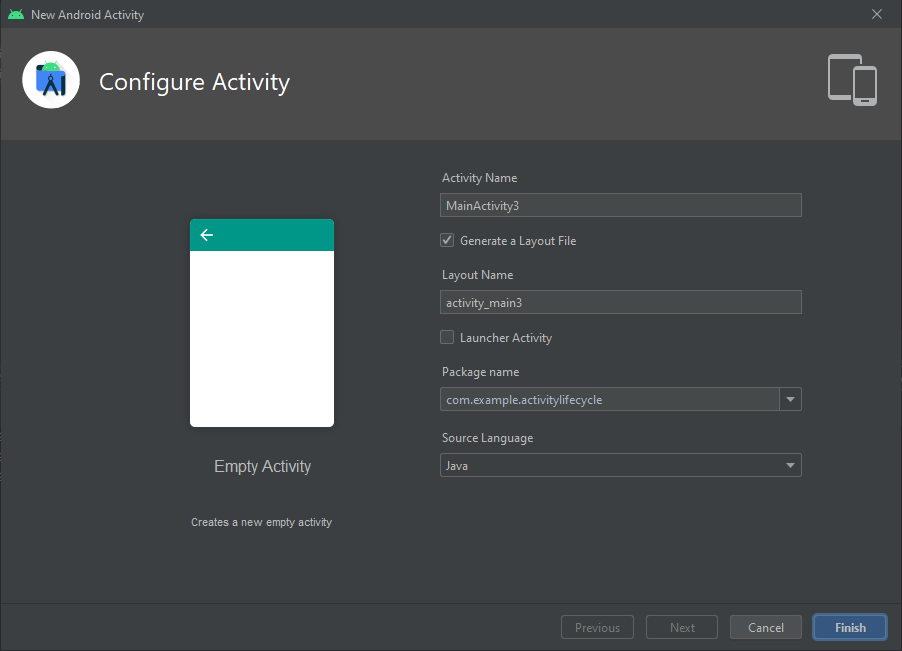 New Android Activity
Configure Activity
Activity Name
MainActivity3
Generate a Layout File
Layout Name
activity_main3
Launcher Activity
Package name
com.example.activitylifecycle
Source Language
Java
Empty Activity
Creates a new empty activity
Previous Next Cancel Finish